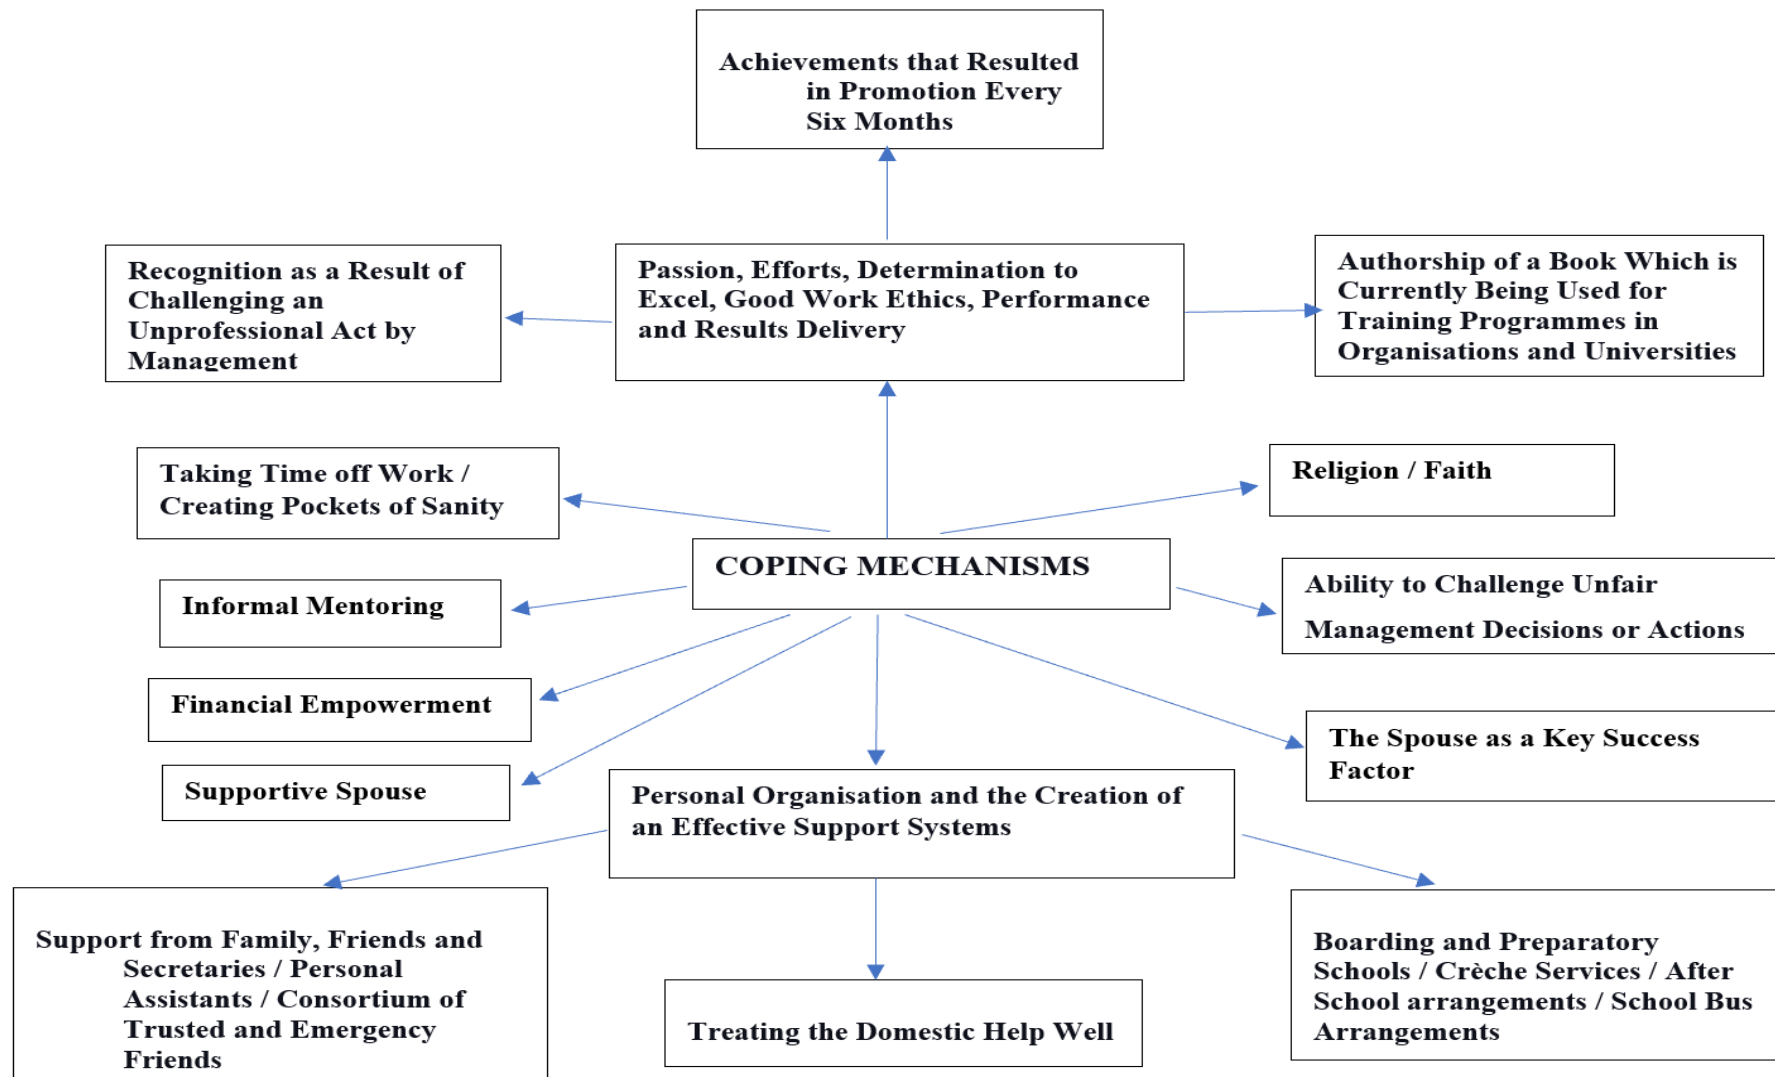 Achievements that Resulted
in Promotion Every
Six Months
Recognition as a Result of
Challenging an
Unprofessional Act by
Management
Passion, Efforts, Determination to
Excel, Good Work Ethics, Performance
and Results Delivery
Authorship of a Book Which is
Currently Being Used for
Training Programmes in
Organisations and Universities
Taking Time off Work /
Creating Pockets of Sanity
Religion / Faith
COPING MECHANISMS
Informal Mentoring
Ability to Challenge Unfair
Management Decisions or Actions
Financial Empowerment
The Spouse as a Key Success
Factor
Supportive Spouse
Personal Organisation and the Creation of
an Effective Support Systems
Support from Family, Friends and
Secretaries / Personal
Assistants / Consortium of
Trusted and Emergency
Friends
Treating the Domestic Help Well
Boarding and Preparatory
Schools / Crèche Services / After
School arrangements / School Bus
Arrangements